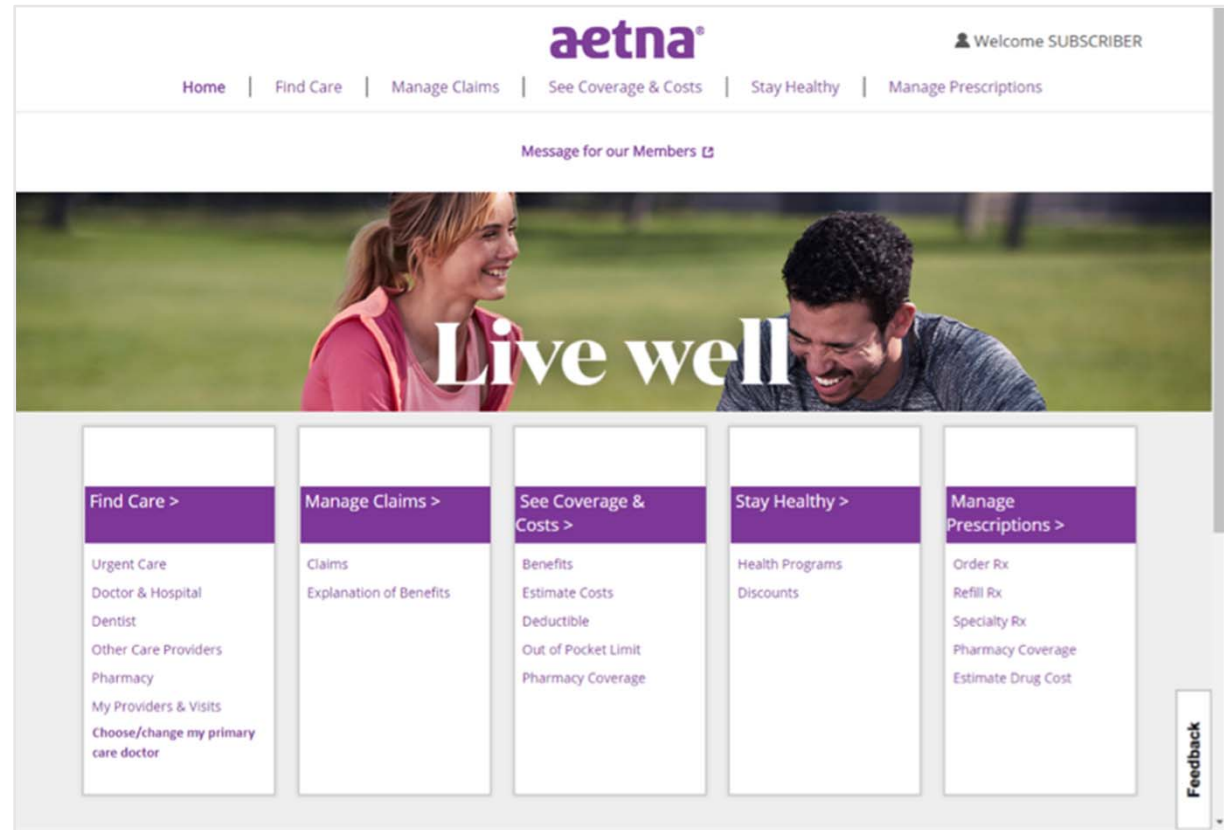 aetna®
Welcome SUBSCRIBER
Home | Find Care | Manage Claims | See Coverage & Costs | Stay Healthy | Manage Prescriptions
Message for our Members
Live well
Find Care >
Urgent Care
Doctor & Hospital
Dentist
Other Care Providers
Pharmacy
My Providers & Visits
Choose/change my primary
care doctor
Manage Claims >
Claims
Explanation of Benefits
See Coverage &
Costs >
Benefits
Estimate Costs
Deductible
Out of Pocket Limit
Pharmacy Coverage
Stay Healthy >
Health Programs
Discounts
Manage
Prescriptions >
Order Rx
Refill Rx
Specialty Rx
Pharmacy Coverage
Estimate Drug Cost
Feedback